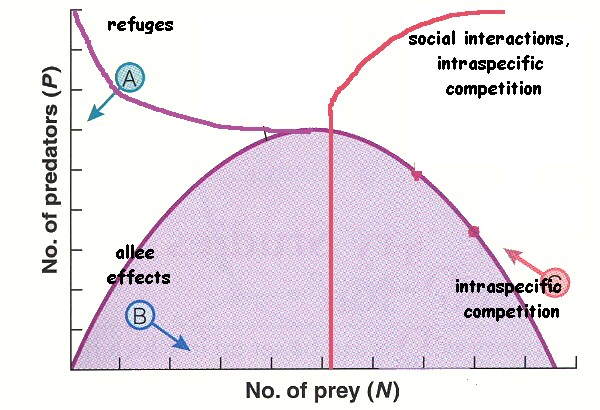 refuges
social interactions,
intraspecific
competition
A
No. of predators (P)
allee
effects
B
C
intraspecific
competition
No. of prey (N)